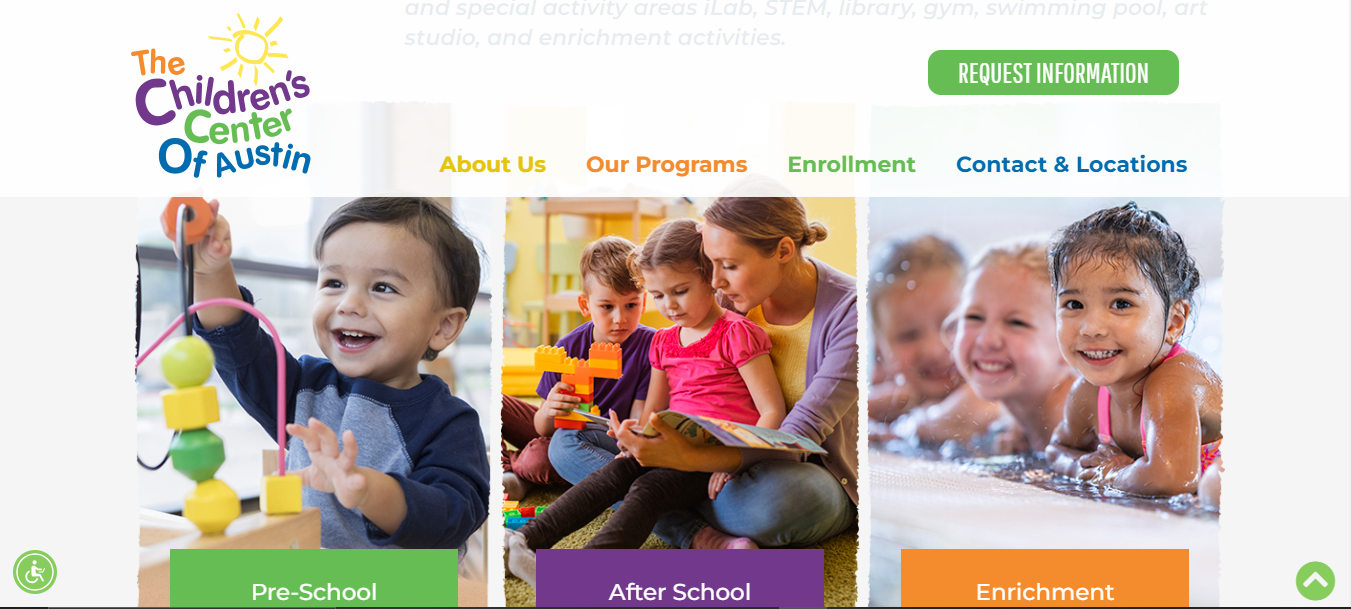 and special activity areas iLab, STEM, library, gym, swimming pool, art
studio, and enrichment activities.
The
Children's
Center
Of Austin
REQUEST INFORMATION
About Us
Our Programs
Enrollment
Contact & Locations
Pre-School
After School
Enrichment